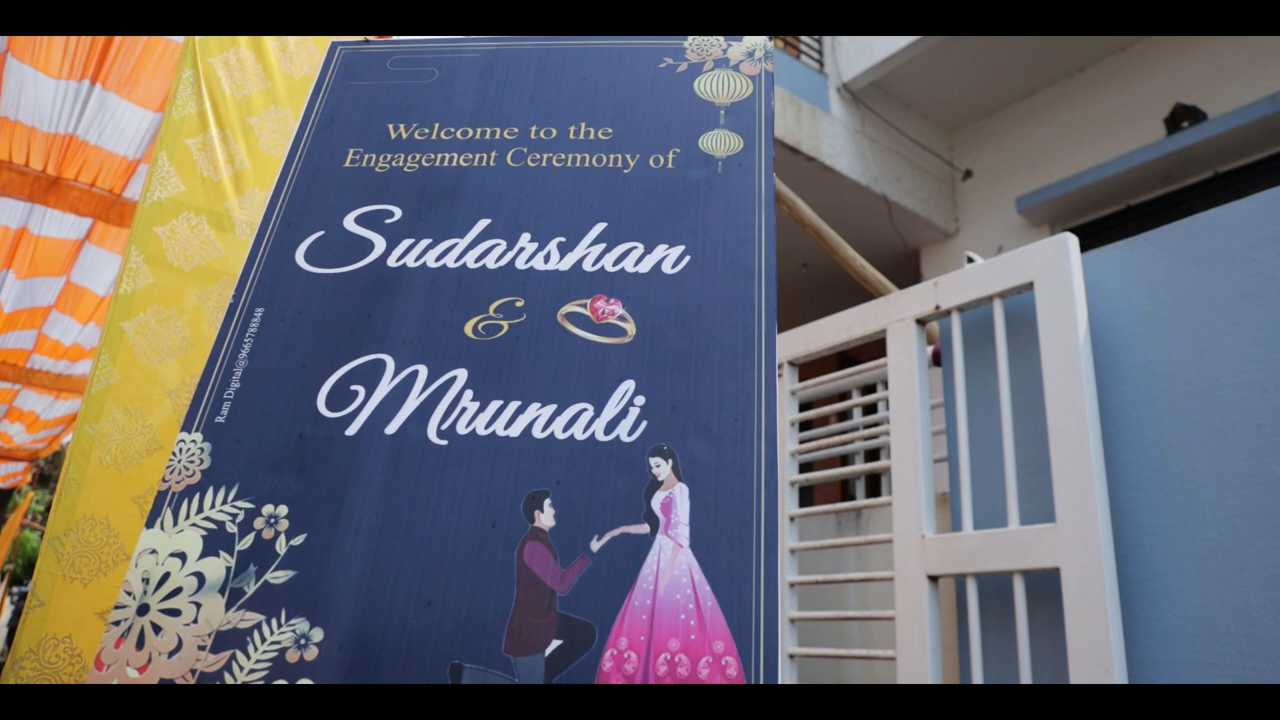 Welcome to the
Engagement Ceremony of
Sudarshan
&
Mrunali
Ram Digital@9665788848